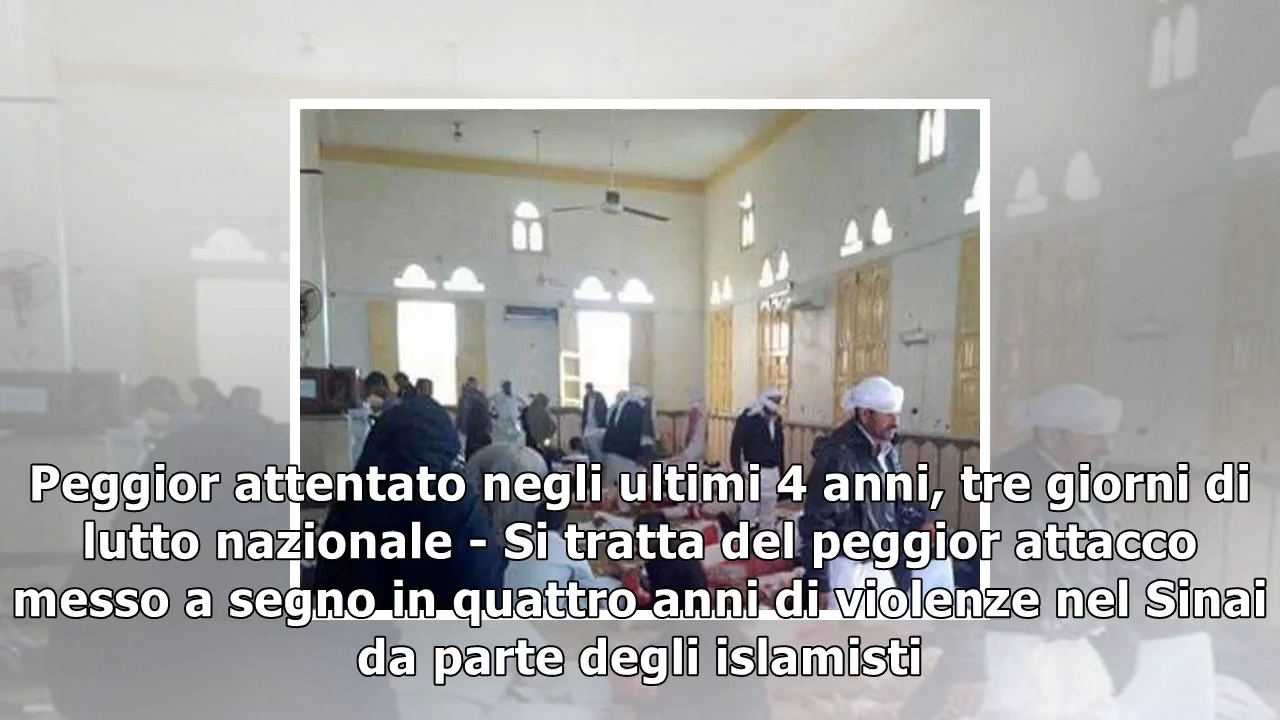 Peggior attentato negli ultimi 4 anni, tre giorni di
lutto nazionale - Si tratta del peggior attacco
messo a segno in quattro anni di violenze nel Sinai
da parte degli islamisti